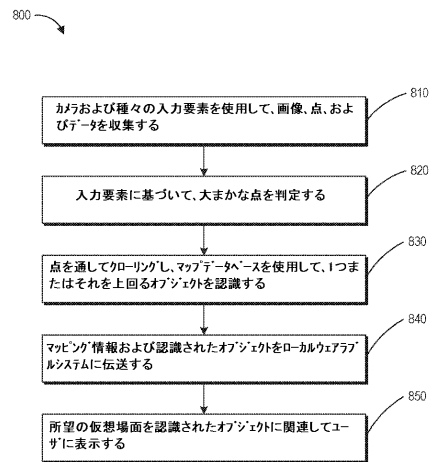 800
カメラおよび種々の入力要素を使用して、画像、点、およ
びデータを収集する
810
入力要素に基づいて、大まかな点を判定する
820
点を通してクローリングし、マップデータベースを使用して、1つま
たはそれを上回るオブジェクトを認識する
830
マッピング情報および認識されたオブジェクトをローカルウェアラブ
ルシステムに伝送する
840
所望の仮想場面を認識されたオブジェクトに関連してユー
ザに表示する
850